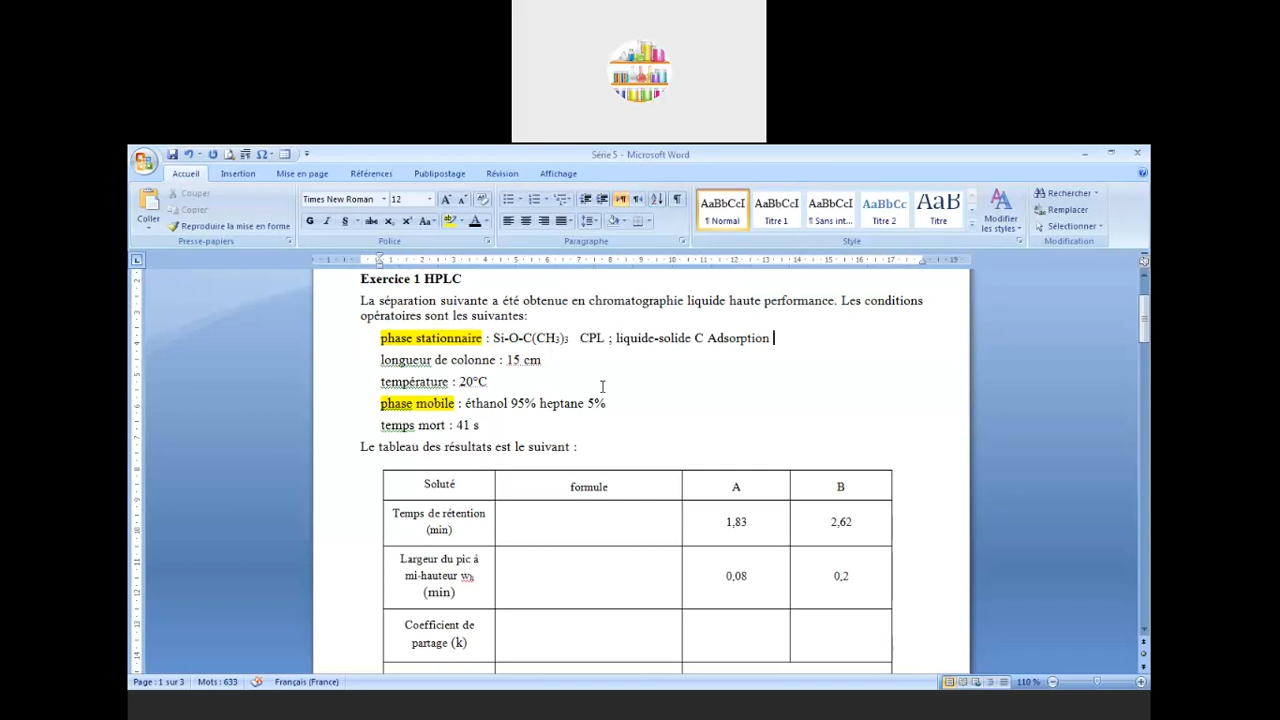 Série 5 - Microsoft Word
Accueil Insertion Mise en page Références Publipostage Révision Affichage
Couper
Copier
Reproduire la mise en forme
Coller
Presse-papiers
Times New Roman 12
G I S abc x₂ x² Aa
Police
Paragraphe
AaBbCcI AaBbCcI AaBbCcI AaBbCc AaBb
¶ Normal Titre 1 ¶ Sans int... Titre 2 Titre
Modifier les styles
Style
Rechercher
Remplacer
Sélectionner
Modification
Exercice 1 HPLC
La séparation suivante a été obtenue en chromatographie liquide haute performance. Les conditions
opératoires sont les suivantes:
phase stationnaire : Si-O-C(CH₃)₃ CPL ; liquide-solide C Adsorption
longueur de colonne : 15 cm
température : 20°C
phase mobile : éthanol 95% heptane 5%
temps mort : 41 s
Le tableau des résultats est le suivant :
Soluté formule A B
Temps de rétention
(min) 1,83 2,62
Largeur du pic à
mi-hauteur wₕ
(min) 0,08 0,2
Coefficient de
partage (k)
Page : 1 sur 3 Mots : 633 Français (France) 110 %